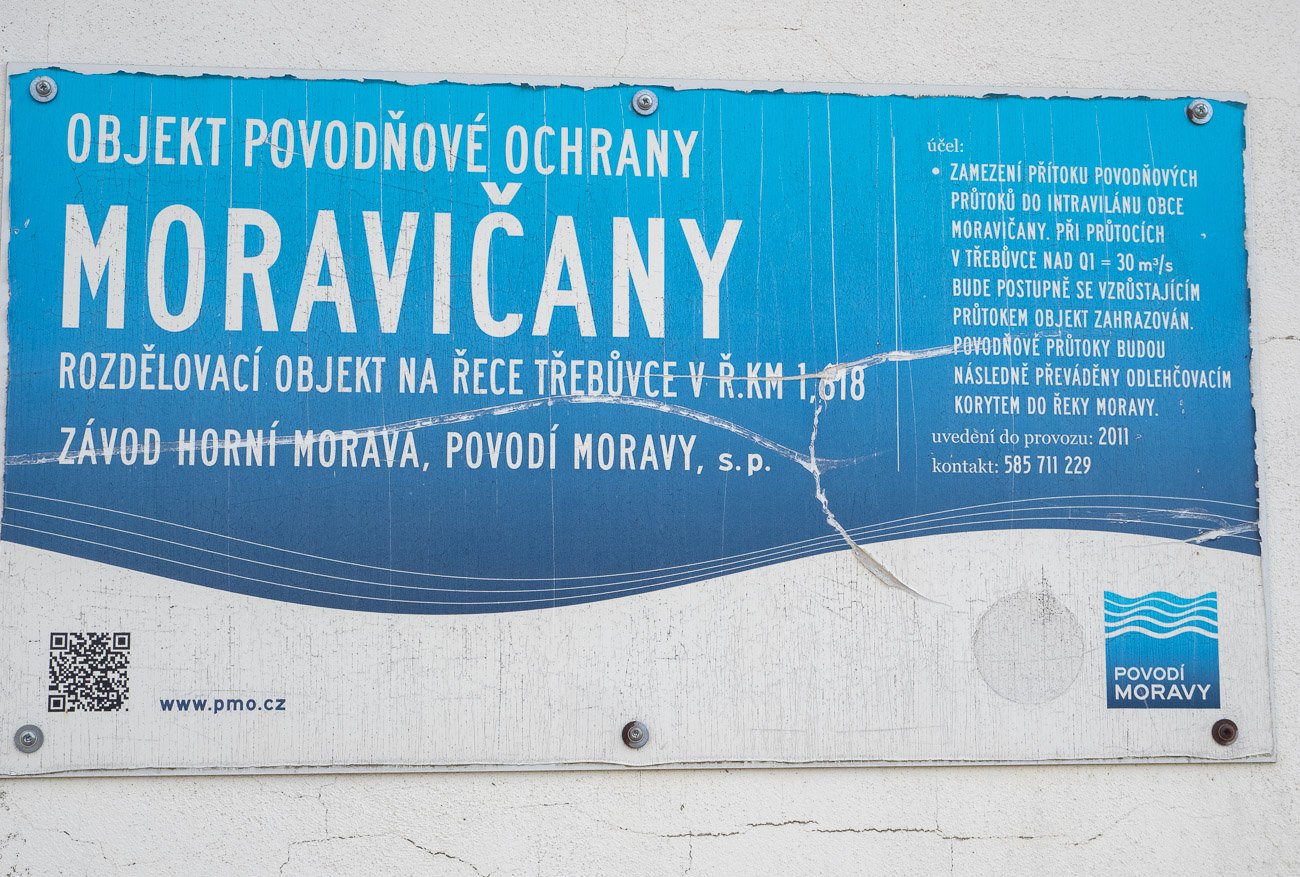 OBJEKT POVODŇOVÉ OCHRANY
MORAVIČANY
ROZDĚLOVACÍ OBJEKT NA ŘECE TŘEBŮVCE V Ř.KM 1,618
ZÁVOD HORNÍ MORAVA, POVODÍ MORAVY, s.p.
účel:
• ZAMEZENÍ PŘÍTOKU POVODŇOVÝCH
PRŮTOKŮ DO INTRAVILÁNU OBCE
MORAVIČANY. PŘI PRŮTOCÍCH
V TŘEBŮVCE NAD Q1 = 30 m³/s
BUDE POSTUPNĚ SE VZRŮSTAJÍCÍM
PRŮTOKEM OBJEKT ZAHRAZOVÁN.
POVODŇOVÉ PRŮTOKY BUDOU
NÁSLEDNĚ PŘEVÁDĚNY ODLEHČOVACÍM
KORYTEM DO ŘEKY MORAVY.
uvedení do provozu: 2011
kontakt: 585 711 229
www.pmo.cz
POVODÍ
MORAVY